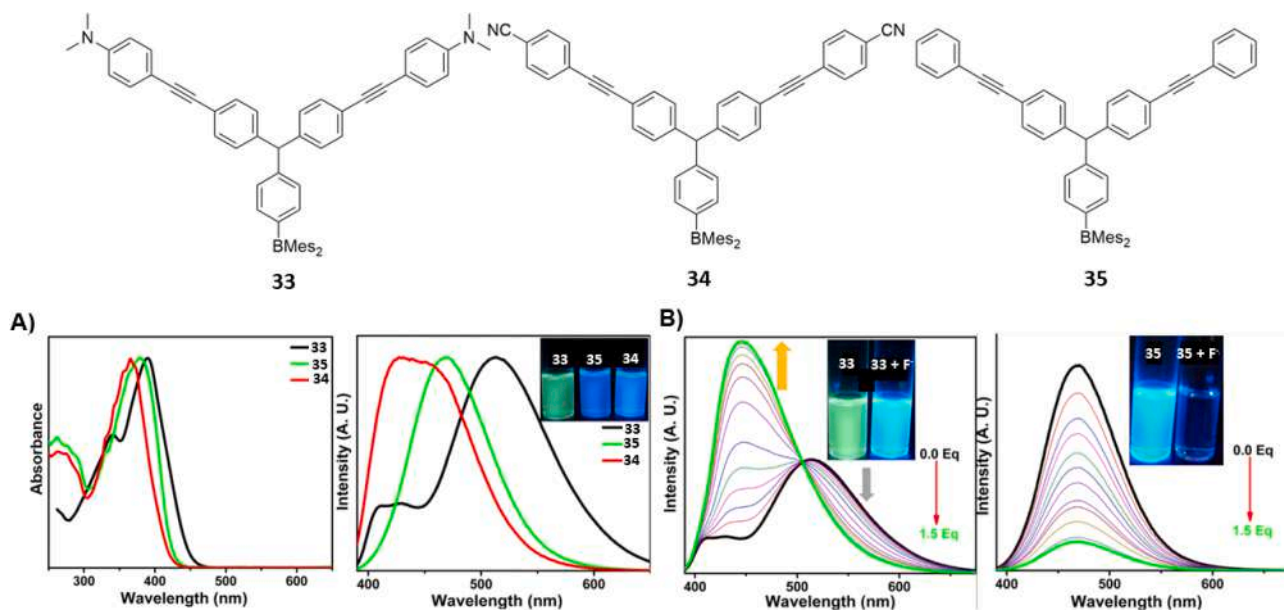 N
N
NC
CN
BMes₂
BMes₂
BMes₂
33
34
35
A)
B)
Absorbance
33
35
34
300
400
500
600
Wavelength (nm)
Intensity (A. U.)
33 35 34
33
35
34
400
500
600
Wavelength (nm)
Intensity (A. U.)
33 33 + F⁻
0.0 Eq
1.5 Eq
400
500
600
Wavelength (nm)
Intensity (A. U.)
35 35 + F⁻
0.0 Eq
1.5 Eq
400
500
600
Wavelength (nm)